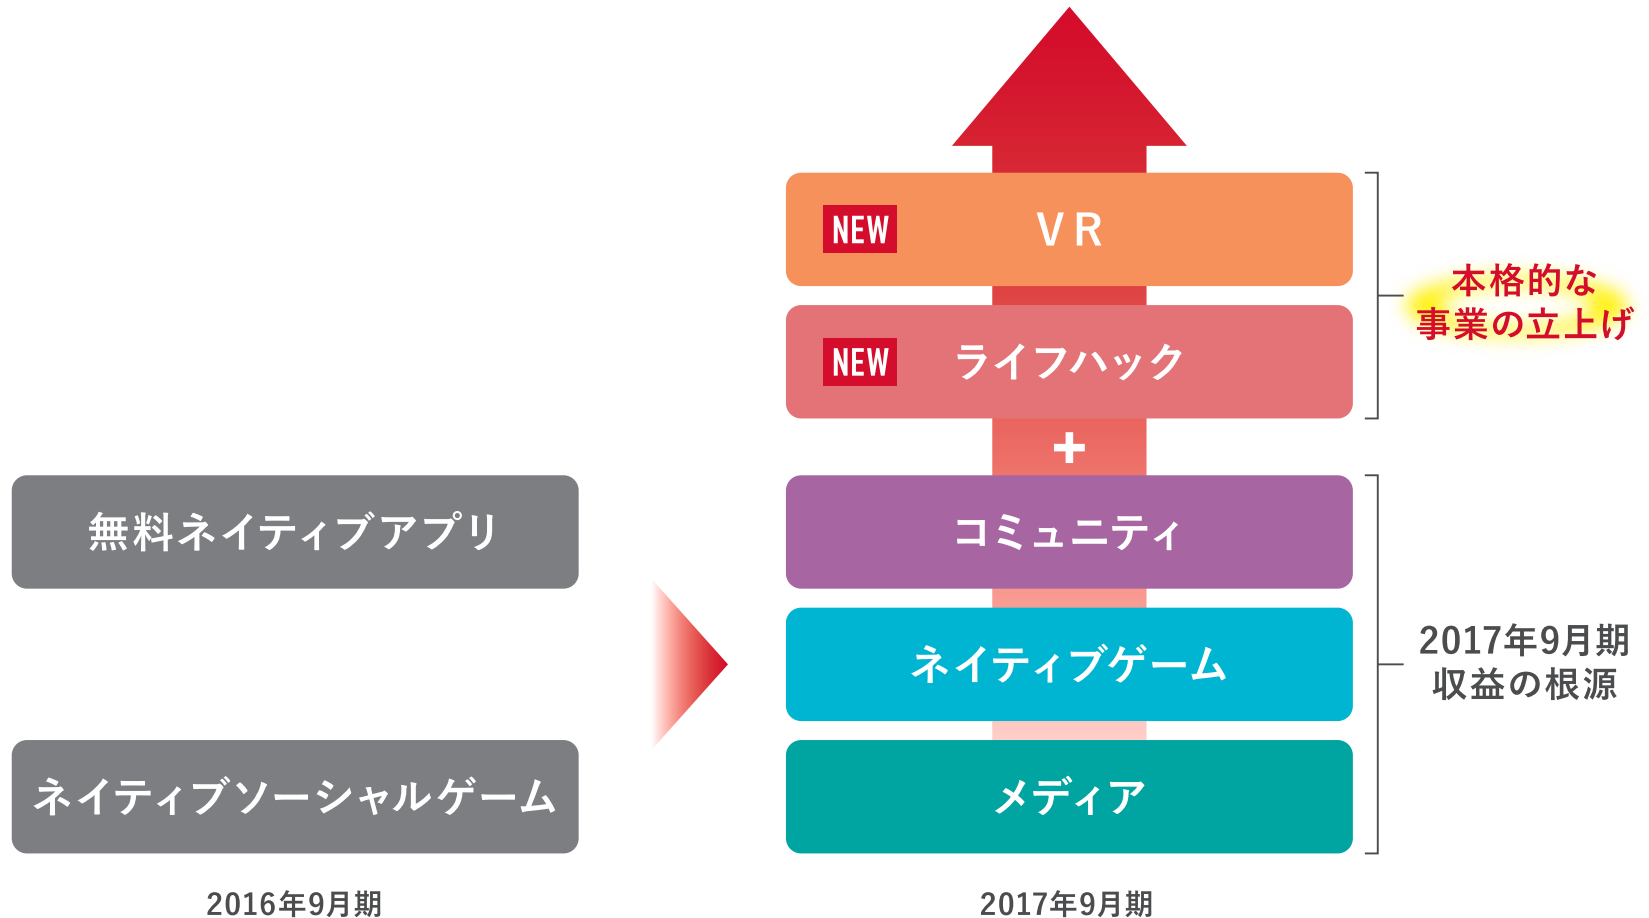 無料ネイティブアプリ
ネイティブソーシャルゲーム
2016年9月期
NEW
VR
NEW
ライフハック
+
コミュニティ
ネイティブゲーム
メディア
2017年9月期
本格的な
事業の立上げ
2017年9月期
収益の根源